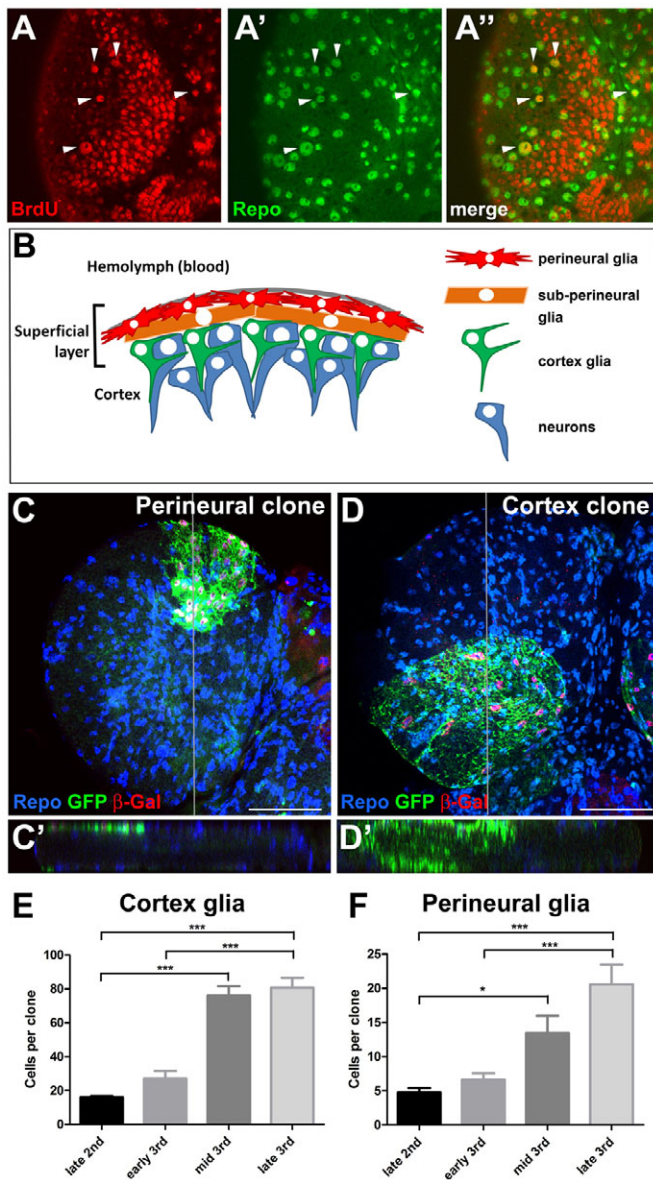 A
A'
A''
BrdU
Repo
merge
B
Hemolymph (blood)
Superficial
layer
Cortex
perineural glia
sub-perineural
glia
cortex glia
neurons
C
Perineural clone
Repo GFP β-Gal
D
Cortex clone
Repo GFP β-Gal
C'
D'
E
Cortex glia
***
***
***
Cells per clone
100
80
60
40
20
0
late 2nd
early 3rd
mid 3rd
late 3rd
F
Perineural glia
***
***
*
Cells per clone
25
20
15
10
5
0
late 2nd
early 3rd
mid 3rd
late 3rd